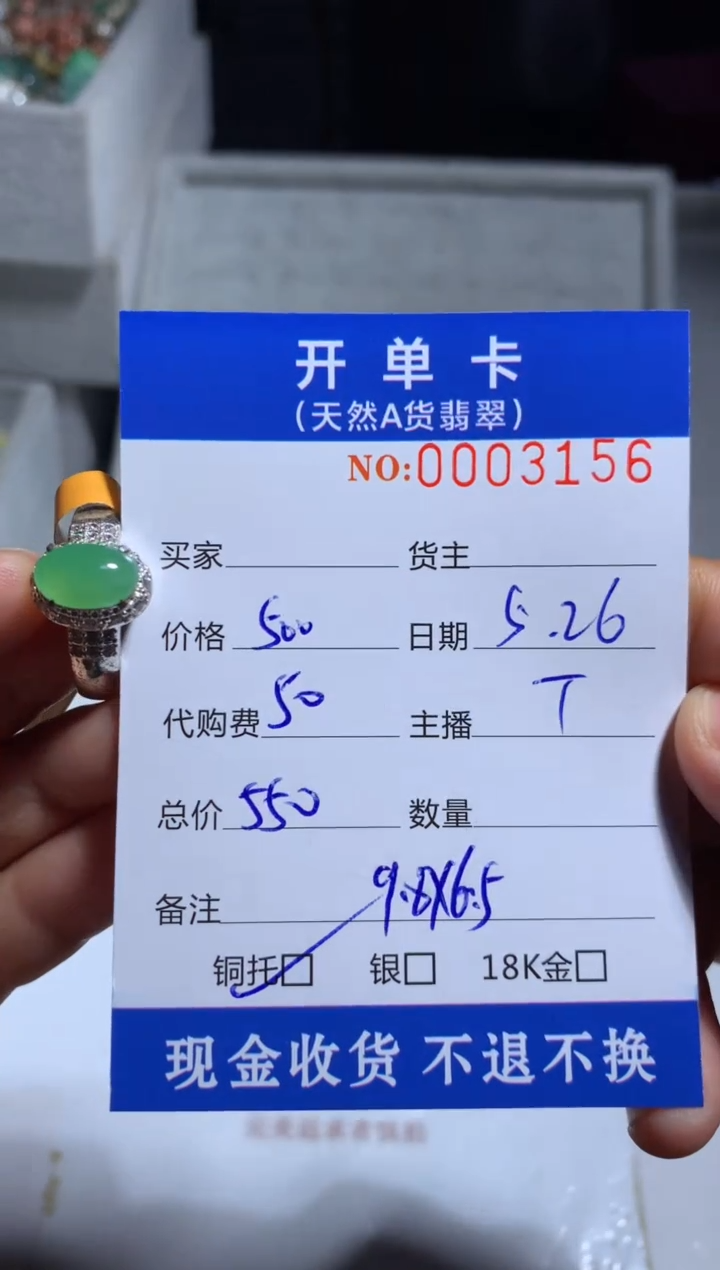 开单卡
(天然A货翡翠)
NO:0003156
买家 货主
价格 500 日期 5.26
代购费 50 主播 T
总价 550 数量
备注 9.8X6.5
铜托□ 银□ 18K金□
现金收货 不退不换